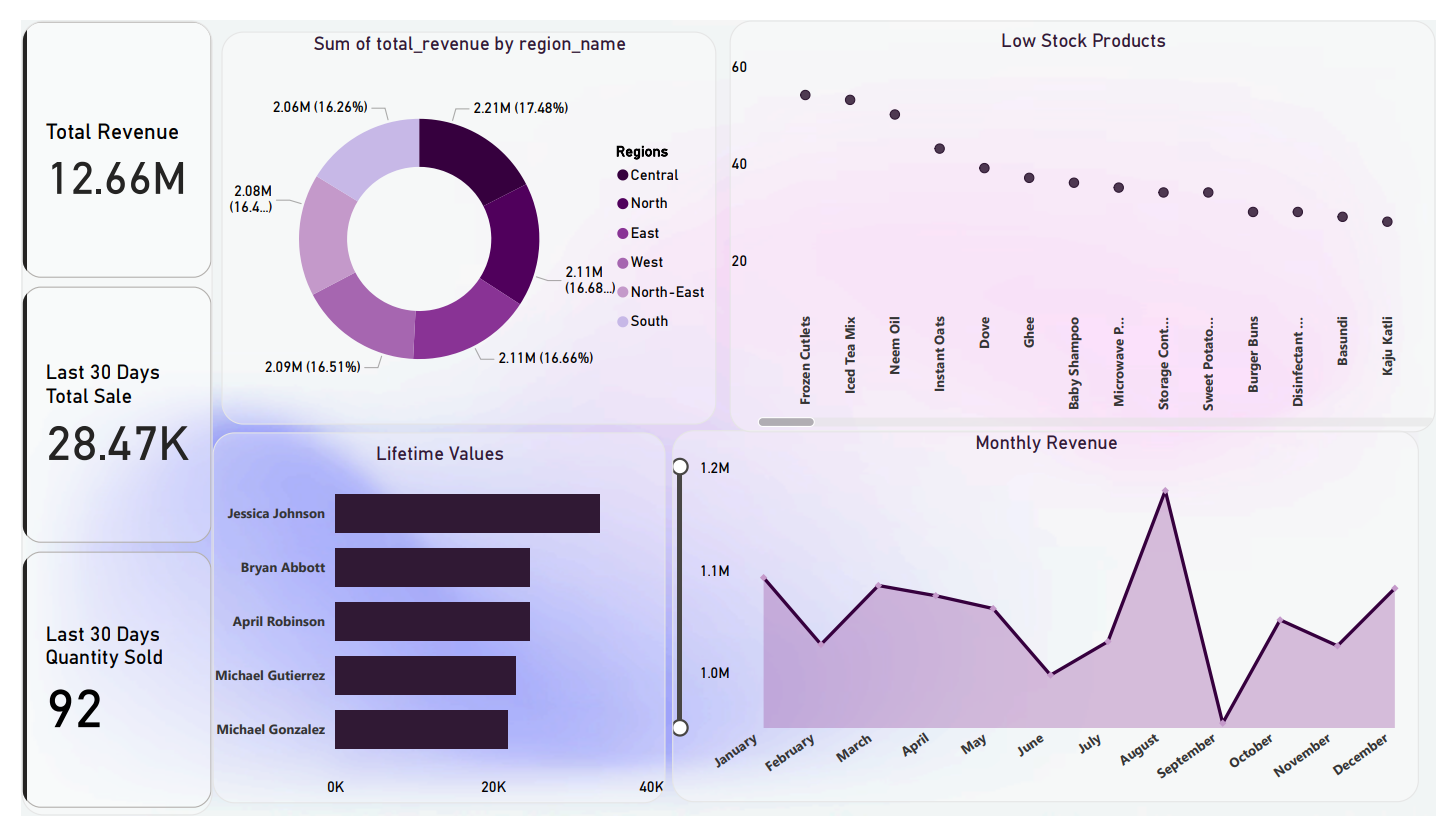 Total Revenue
12.66M
Last 30 Days
Total Sale
28.47K
Last 30 Days
Quantity Sold
92
Sum of total_revenue by region_name
2.06M (16.26%)
2.21M (17.48%)
2.08M
(16.4...)
2.11M
(16.68...)
2.09M (16.51%)
2.11M (16.66%)
Regions
Central
North
East
West
North-East
South
Low Stock Products
60
40
20
Frozen Cutlets
Iced Tea Mix
Neem Oil
Instant Oats
Dove
Ghee
Baby Shampoo
Microwave P...
Storage Cont...
Sweet Potato...
Burger Buns
Disinfectant ...
Basundi
Kaju Katli
Lifetime Values
Jessica Johnson
Bryan Abbott
April Robinson
Michael Gutierrez
Michael Gonzalez
0K
20K
40K
Monthly Revenue
1.2M
1.1M
1.0M
January
February
March
April
May
June
July
August
September
October
November
December